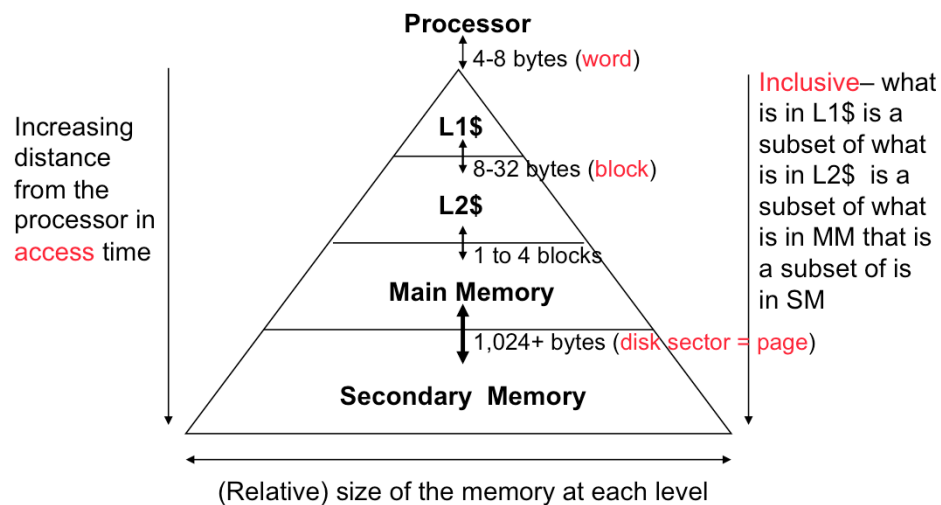 Processor
4-8 bytes (word)
Increasing
distance
from the
processor in
access time
L1$
8-32 bytes (block)
L2$
1 to 4 blocks
Main Memory
1,024+ bytes (disk sector = page)
Secondary Memory
Inclusive– what
is in L1$ is a
subset of what
is in L2$ is a
subset of what
is in MM that is
a subset of is
in SM
(Relative) size of the memory at each level